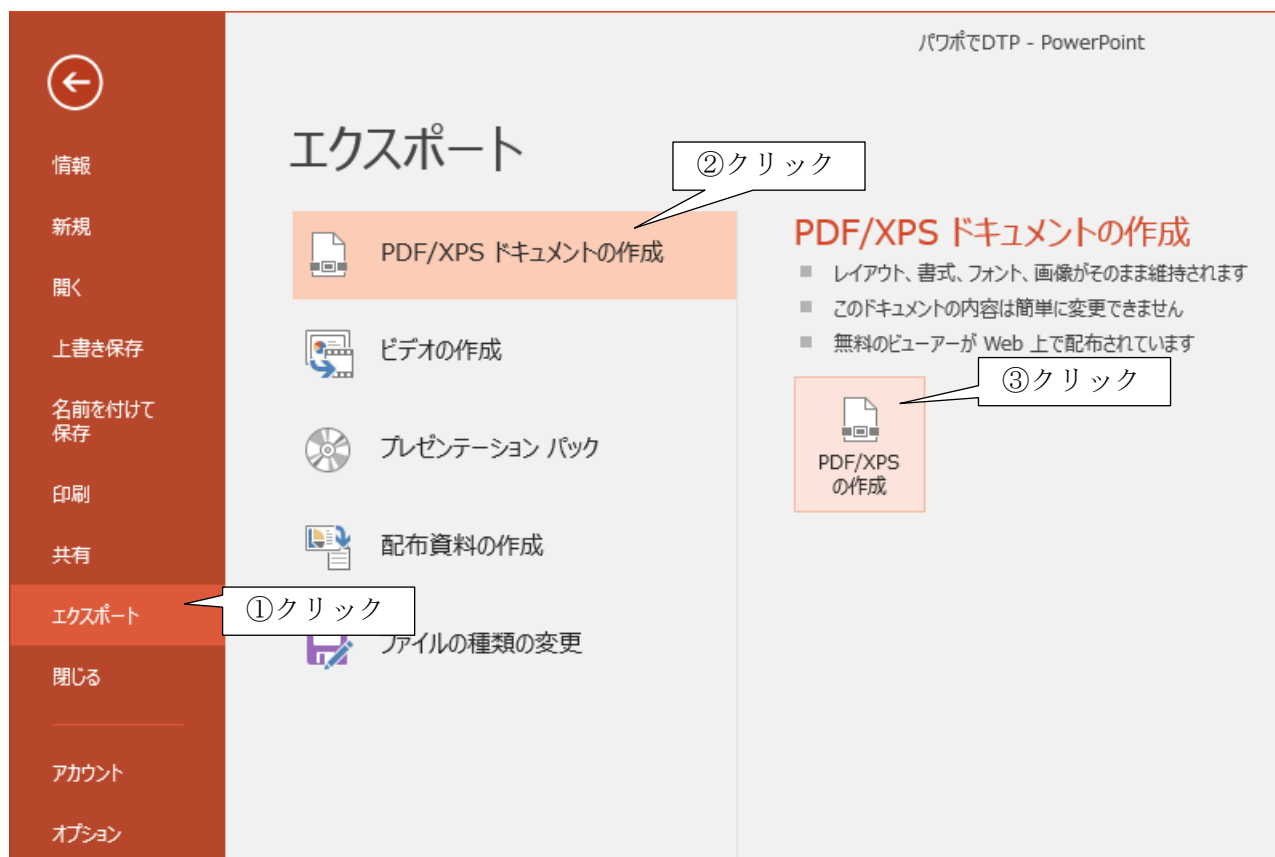 パワポでDTP - PowerPoint
情報
新規
開く
上書き保存
名前を付けて
保存
印刷
共有
エクスポート
閉じる
アカウント
オプション
エクスポート
②クリック
PDF/XPS ドキュメントの作成
ビデオの作成
プレゼンテーション パック
配布資料の作成
①クリック
ファイルの種類の変更
PDF/XPS ドキュメントの作成
レイアウト、書式、フォント、画像がそのまま維持されます
このドキュメントの内容は簡単に変更できません
無料のビューアーが Web 上で配布されています
③クリック
PDF/XPS
の作成